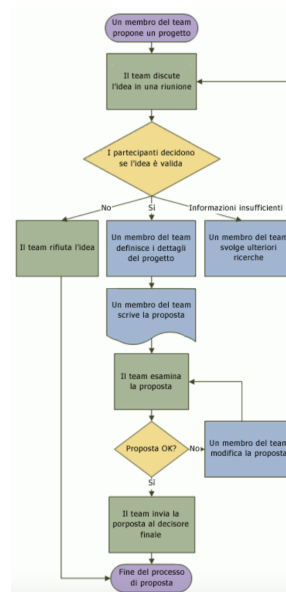 Un membro del team
propone un progetto
Il team discute
l'idea in una riunione
I partecipanti decidono
se l'idea è valida
No
Sì
Informazioni insufficienti
Il team rifiuta l'idea
Un membro del team
definisce i dettagli
del progetto
Un membro del team
svolge ulteriori
ricerche
Un membro del team
scrive la proposta
Il team esamina
la proposta
Proposta OK?
No
Un membro del team
modifica la proposta
Sì
Il team invia la
porposta al decisore
finale
Fine del processo
di proposta